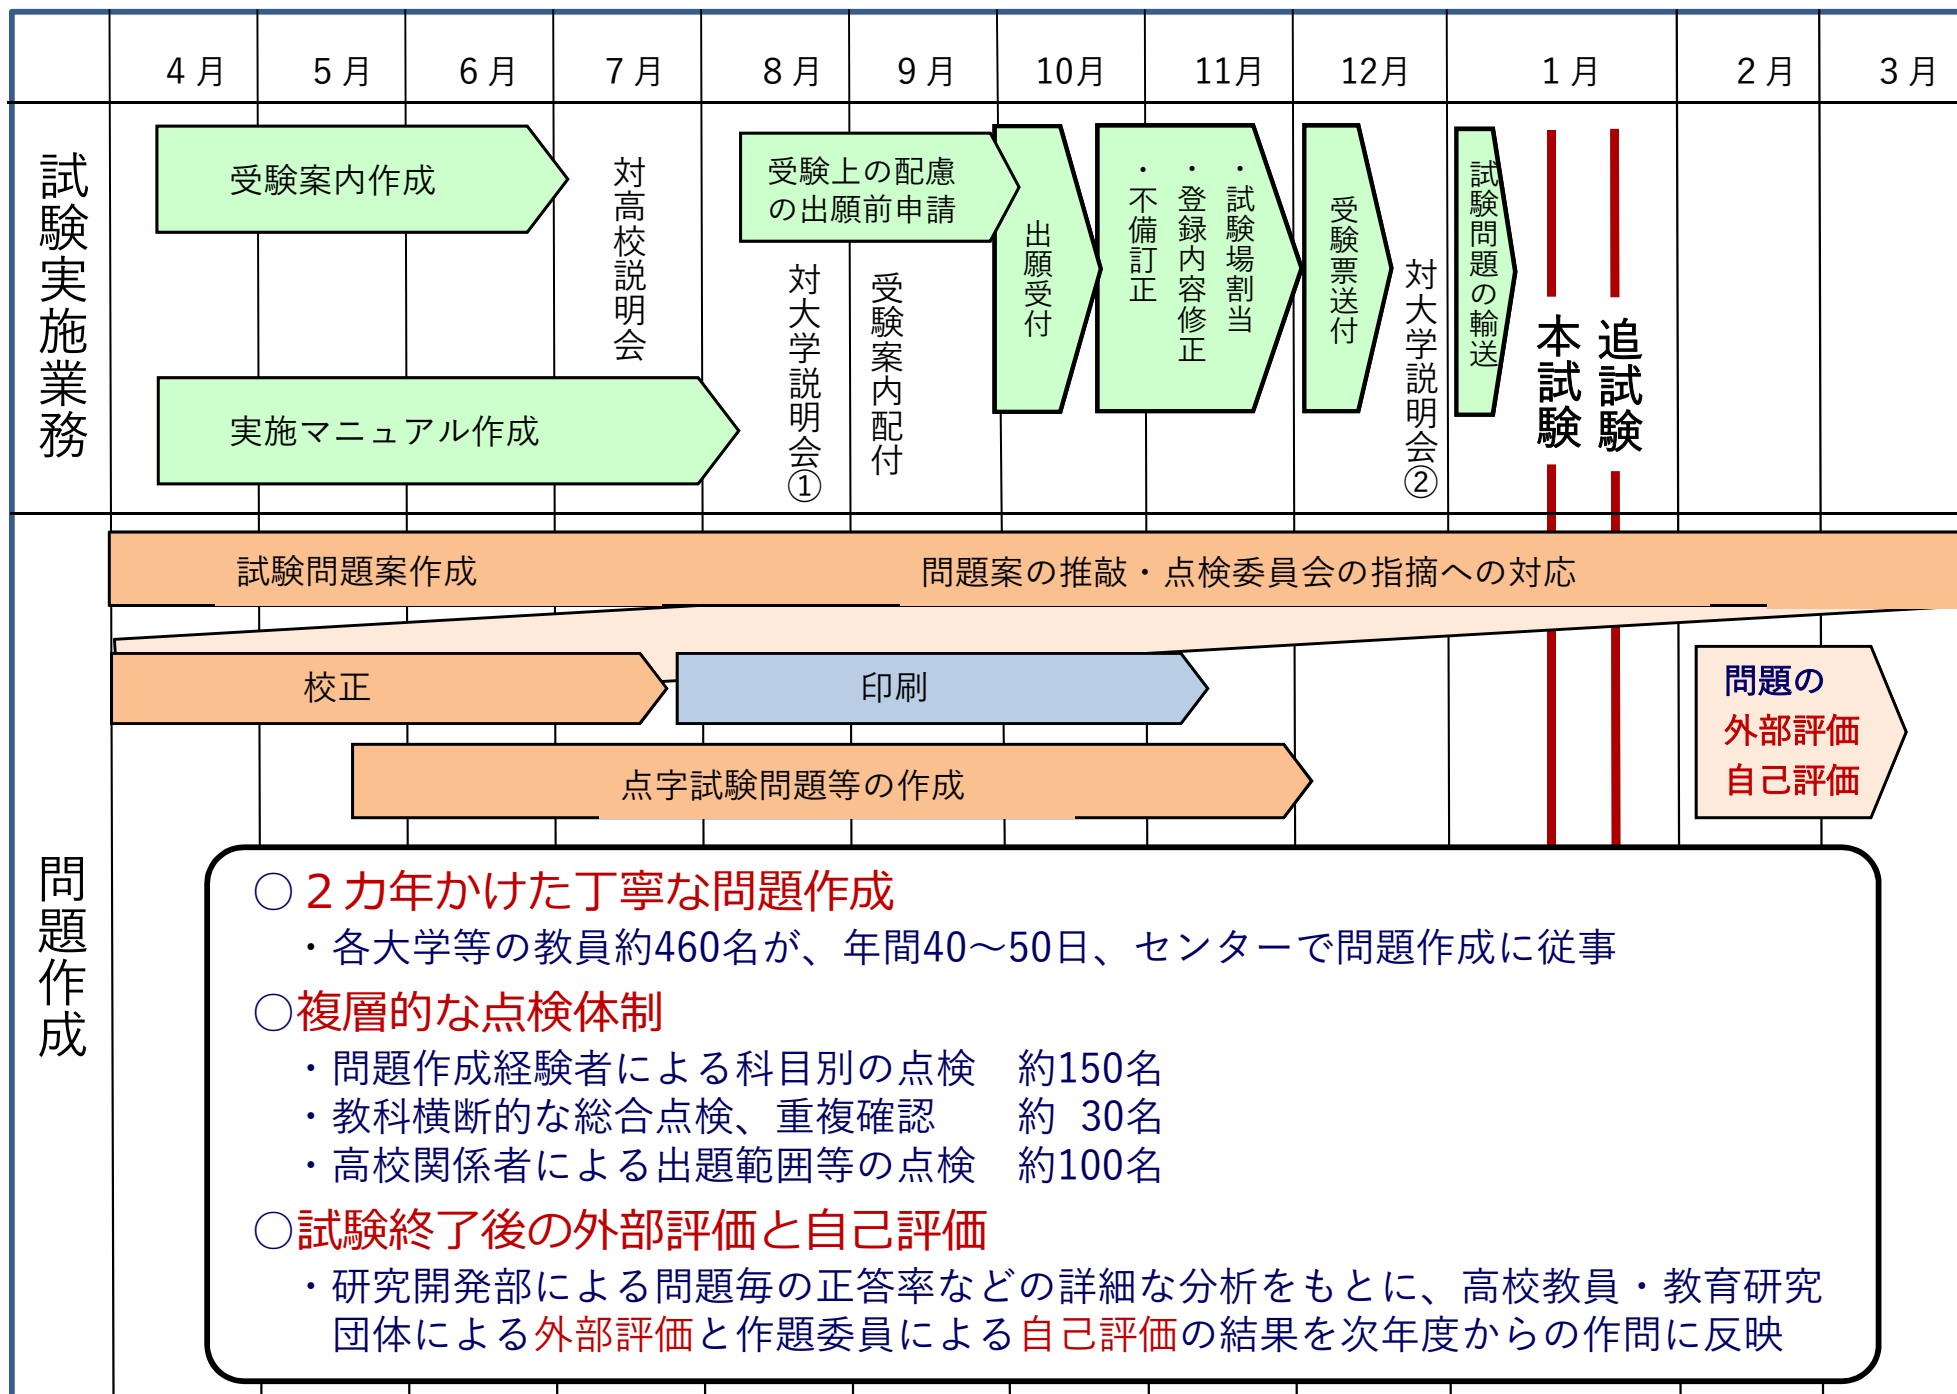 4月 5月 6月 7月 8月 9月 10月 11月 12月 1月 2月 3月
試験実施業務
受験案内作成
実施マニュアル作成
対高校説明会
受験上の配慮
の出願前申請
対大学説明会①
受験案内配付
出願受付
・不備訂正
・登録内容修正
・試験場割当
受験票送付
対大学説明会②
試験問題の輸送
本試験
追試験
問題作成
試験問題案作成
問題案の推敲・点検委員会の指摘への対応
校正
印刷
点字試験問題等の作成
問題の
外部評価
自己評価
○２カ年かけた丁寧な問題作成
・各大学等の教員約460名が、年間40～50日、センターで問題作成に従事
○複層的な点検体制
・問題作成経験者による科目別の点検　約150名
・教科横断的な総合点検、重複確認　約 30名
・高校関係者による出題範囲等の点検　約100名
○試験終了後の外部評価と自己評価
・研究開発部による問題毎の正答率などの詳細な分析をもとに、高校教員・教育研究
団体による外部評価と作題委員による自己評価の結果を次年度からの作問に反映